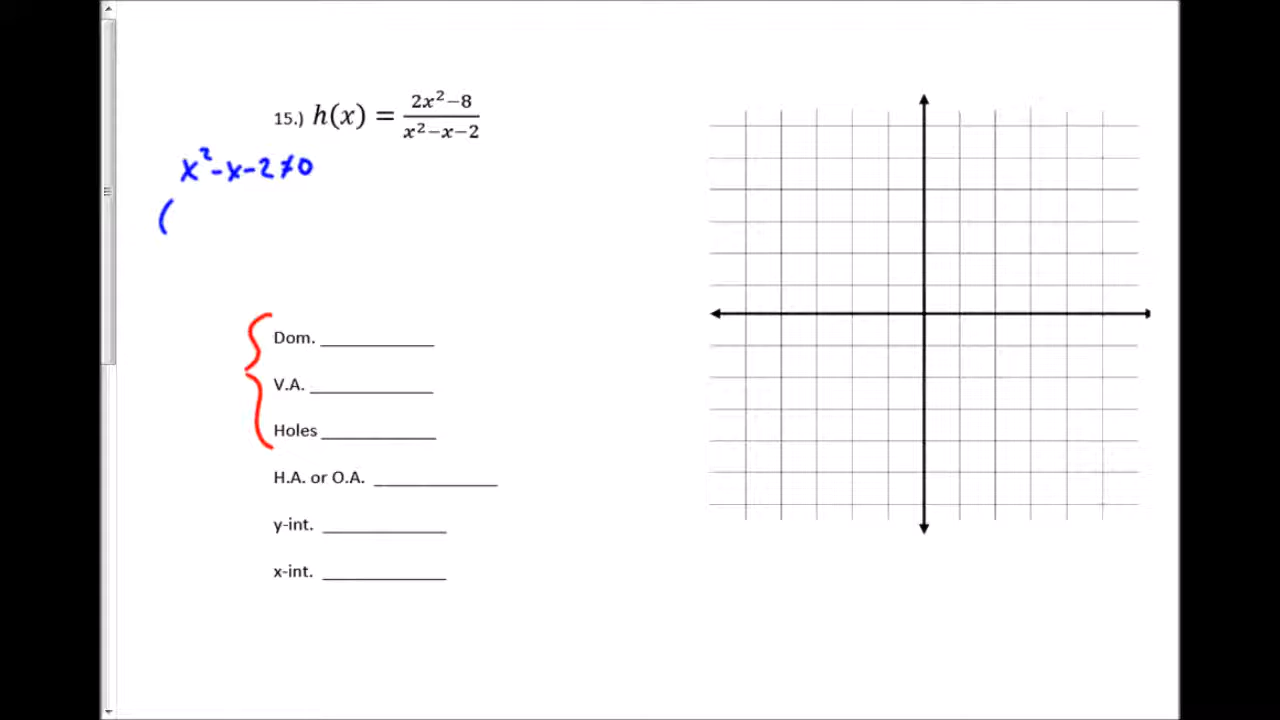 15.) h(x) = (2x²−8)/(x²−x−2)
x²-x-2≠0
(
Dom. ____________
V.A. ____________
Holes ____________
H.A. or O.A. ____________
y-int. ____________
x-int. ____________